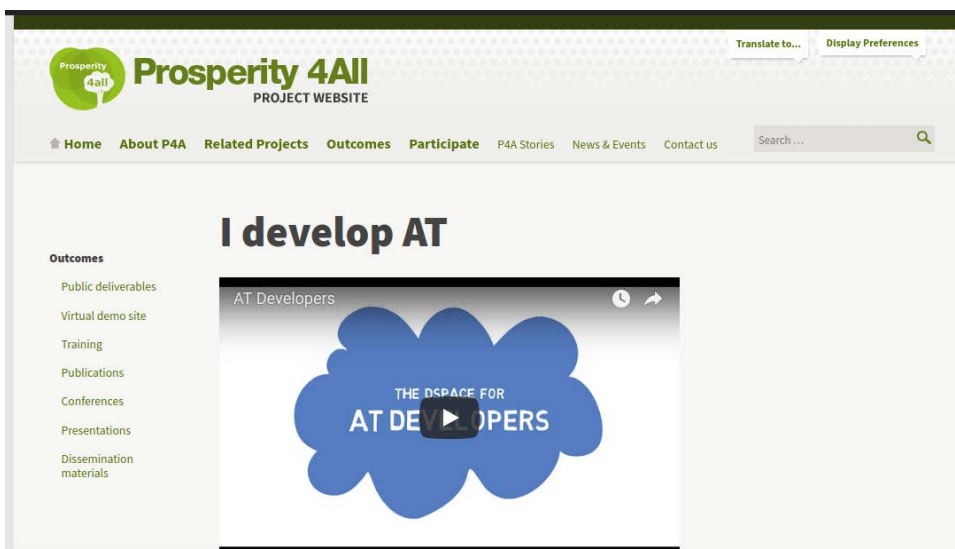 Translate to...
Display Preferences
Prosperity
4all
Prosperity 4All
PROJECT WEBSITE
Home About P4A Related Projects Outcomes Participate P4A Stories News & Events Contact us
Search ...
I develop AT
Outcomes
Public deliverables
Virtual demo site
Training
Publications
Conferences
Presentations
Dissemination
materials
AT Developers
THE DSPACE FOR
AT DEVELOPERS